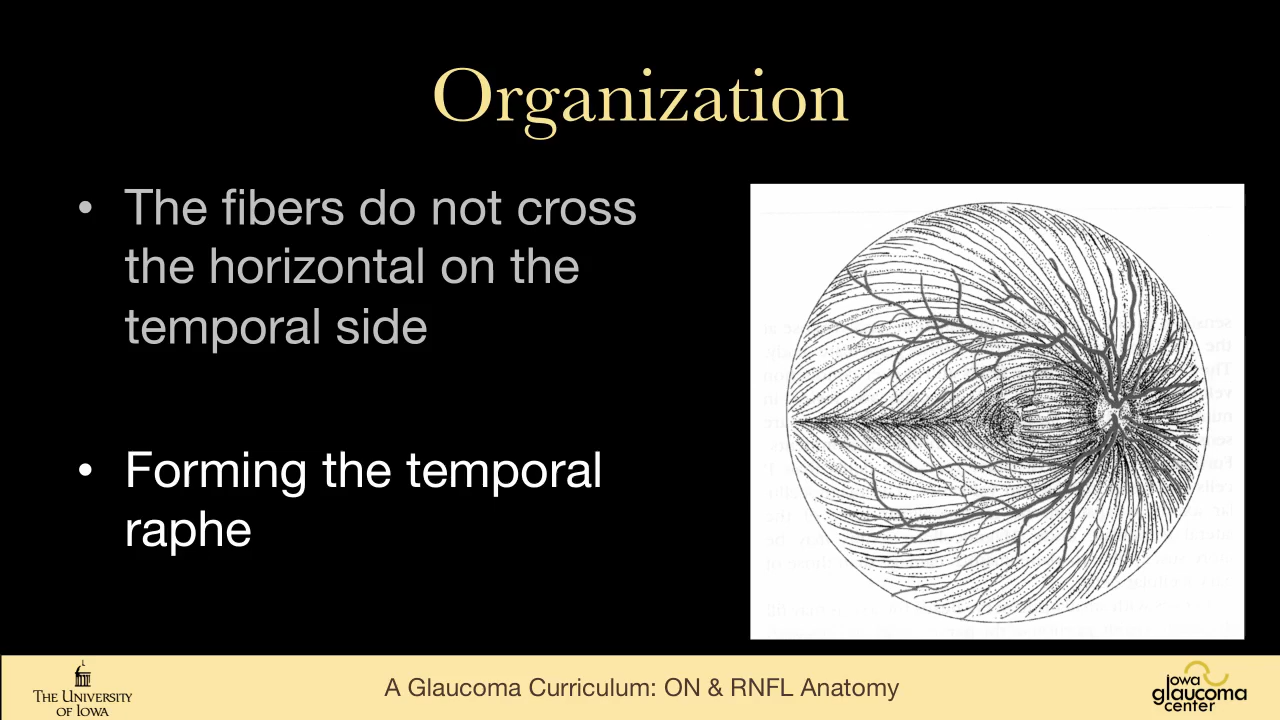 Organization
• The fibers do not cross
the horizontal on the
temporal side
• Forming the temporal
raphe
THE UNIVERSITY
OF IOWA
A Glaucoma Curriculum: ON & RNFL Anatomy
Iowa
glaucoma
center